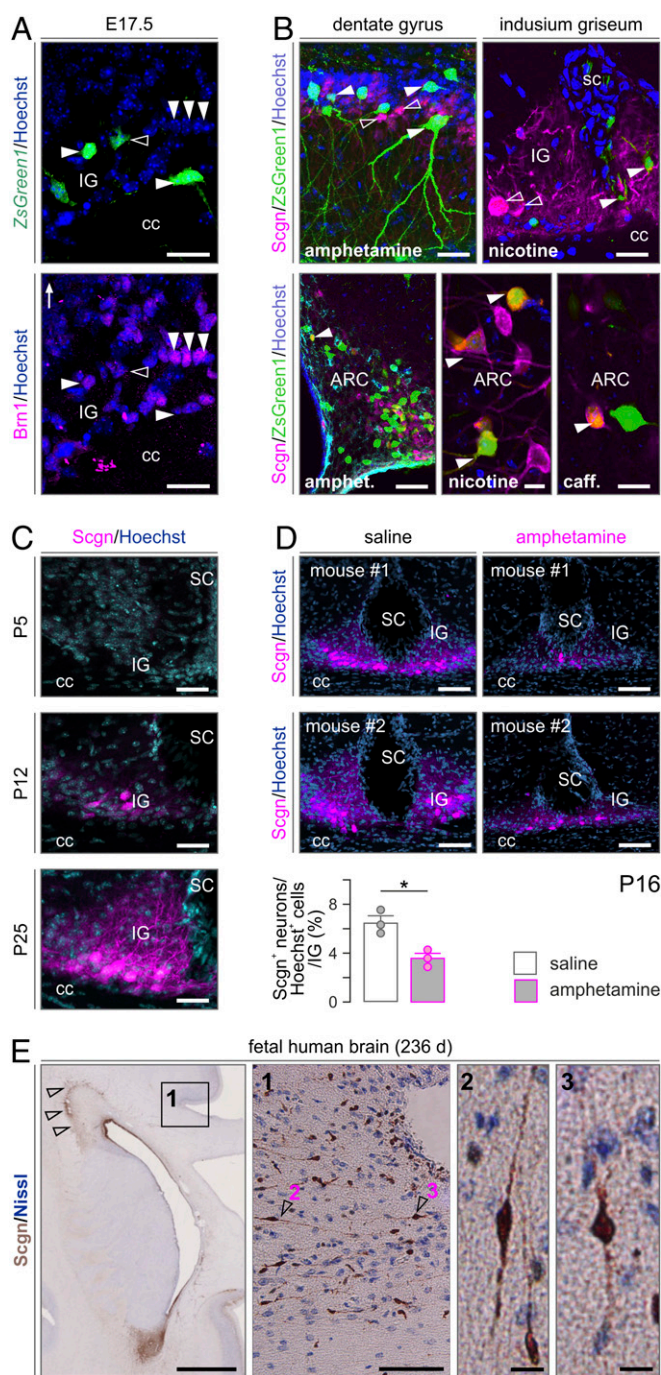 A
E17.5
ZsGreen1/Hoechst
IG
cc
Brn1/Hoechst
IG
cc
B
dentate gyrus
indusium griseum
Scgn/ZsGreen1/Hoechst
amphetamine
sc
IG
cc
nicotine
Scgn/ZsGreen1/Hoechst
ARC
amphet.
ARC
nicotine
ARC
caff.
C
Scgn/Hoechst
P5
SC
IG
cc
P12
SC
IG
cc
P25
SC
IG
cc
D
saline
amphetamine
Scgn/Hoechst
mouse #1
SC
IG
cc
mouse #1
SC
IG
cc
Scgn/Hoechst
mouse #2
SC
IG
cc
mouse #2
SC
IG
cc
P16
Scgn⁺ neurons/
Hoechst⁺ cells
/IG (%)
8
4
0
*
saline
amphetamine
E
fetal human brain (236 d)
Scgn/Nissl
1
1
2
3
2
3